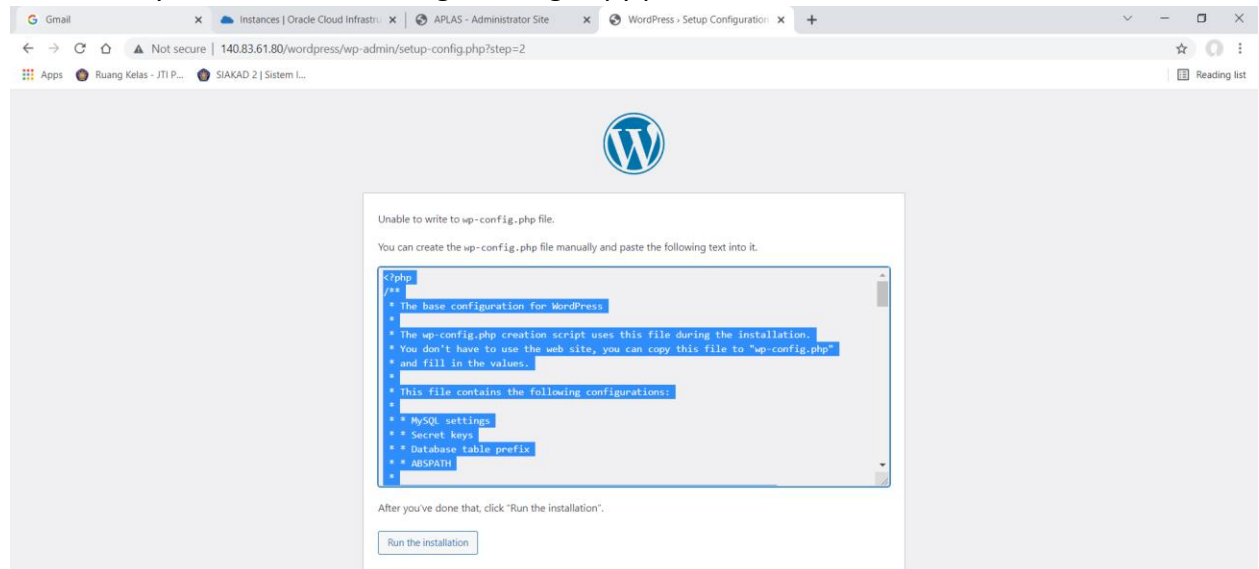 Gmail
Instances | Oracle Cloud Infrastru
APLAS - Administrator Site
WordPress › Setup Configuration
Not secure | 140.83.61.80/wordpress/wp-admin/setup-config.php?step=2
Apps
Ruang Kelas - JTI P...
SIAKAD 2 | Sistem I...
Reading list
Unable to write to wp-config.php file.
You can create the wp-config.php file manually and paste the following text into it.
<?php
/**
* The base configuration for WordPress
*
* The wp-config.php creation script uses this file during the installation.
* You don't have to use the web site, you can copy this file to "wp-config.php"
* and fill in the values.
*
* This file contains the following configurations:
*
* * MySQL settings
* * Secret keys
* * Database table prefix
* * ABSPATH
*
After you've done that, click "Run the installation".
Run the installation